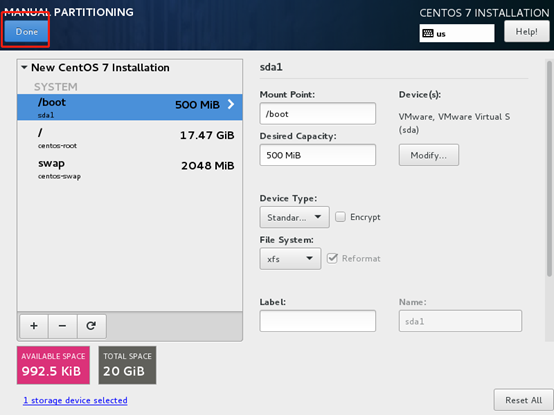 MANUAL PARTITIONING
CENTOS 7 INSTALLATION
Done
us
Help!
New CentOS 7 Installation
SYSTEM
/boot
500 MiB
sda1
/
17.47 GiB
centos-root
swap
2048 MiB
centos-swap
sda1
Mount Point:
Device(s):
/boot
VMware, VMware Virtual S
(sda)
Desired Capacity:
500 MiB
Modify...
Device Type:
Standar...
Encrypt
File System:
xfs
Reformat
Label:
Name:
sda1
+ − C
AVAILABLE SPACE
992.5 KiB
TOTAL SPACE
20 GiB
1 storage device selected
Reset All